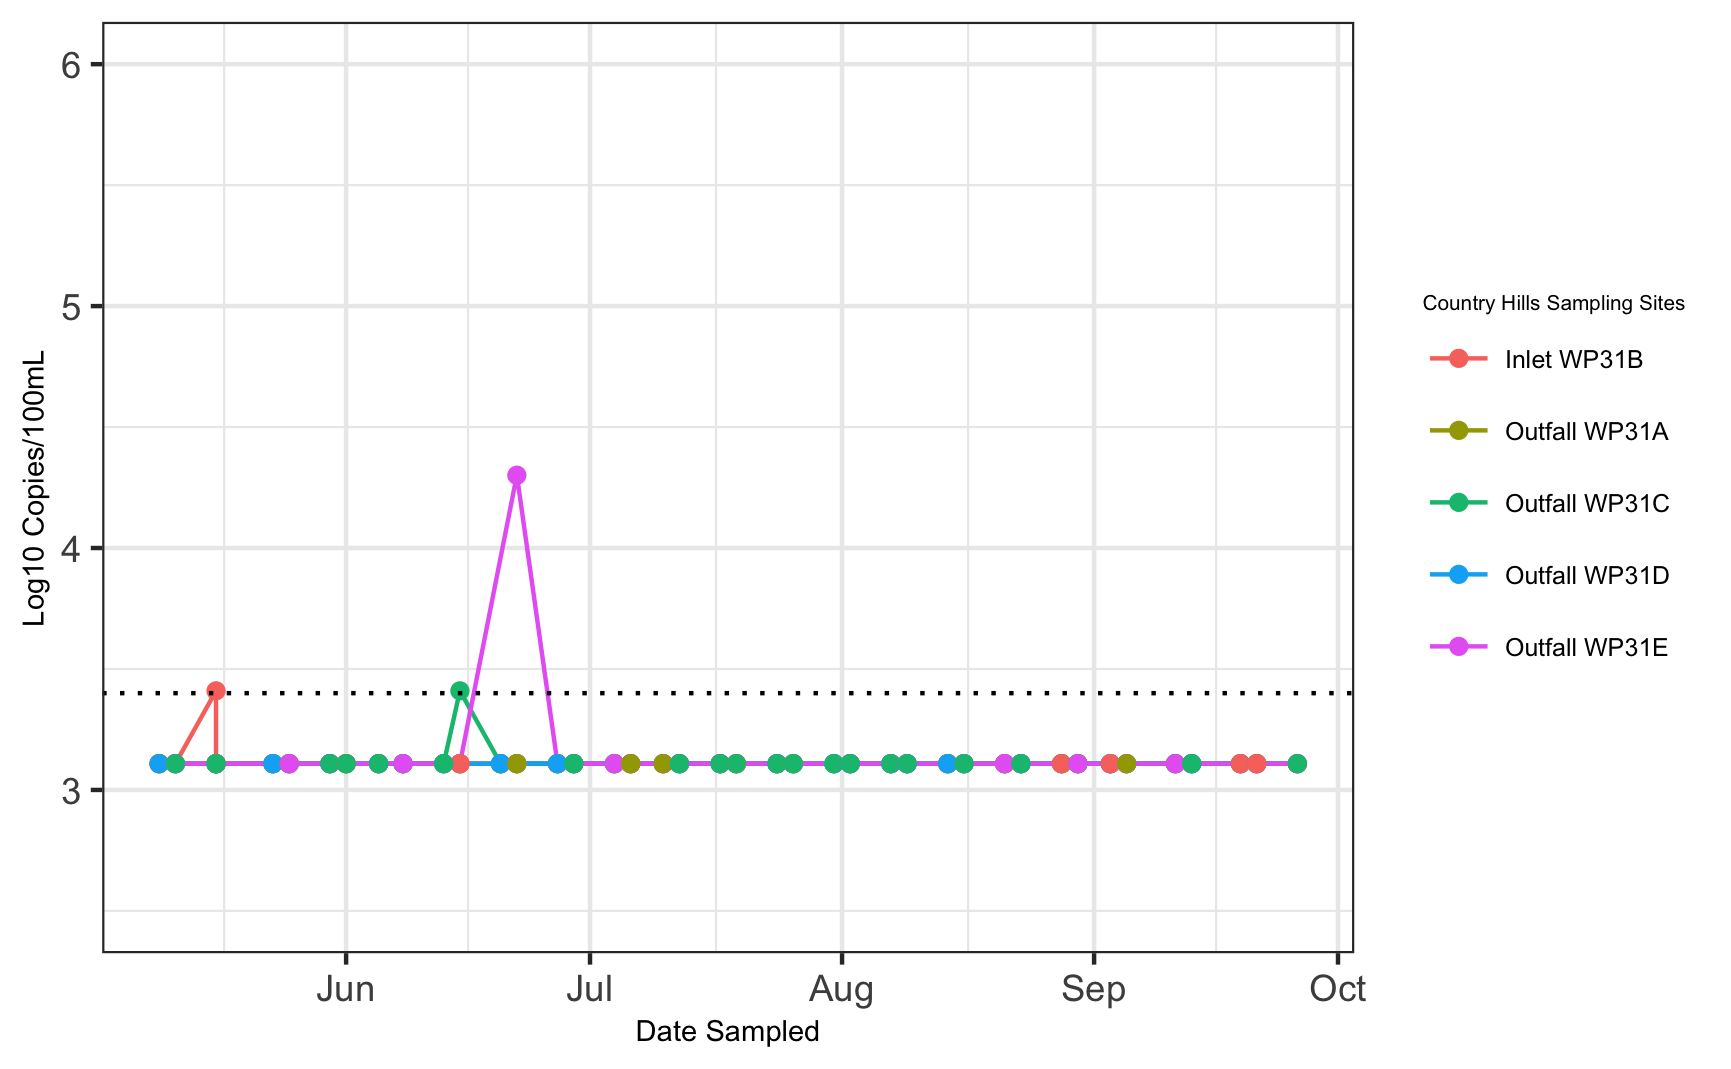 6
5
4
3
Log10 Copies/100mL
Jun
Jul
Aug
Sep
Oct
Date Sampled
Country Hills Sampling Sites
Inlet WP31B
Outfall WP31A
Outfall WP31C
Outfall WP31D
Outfall WP31E